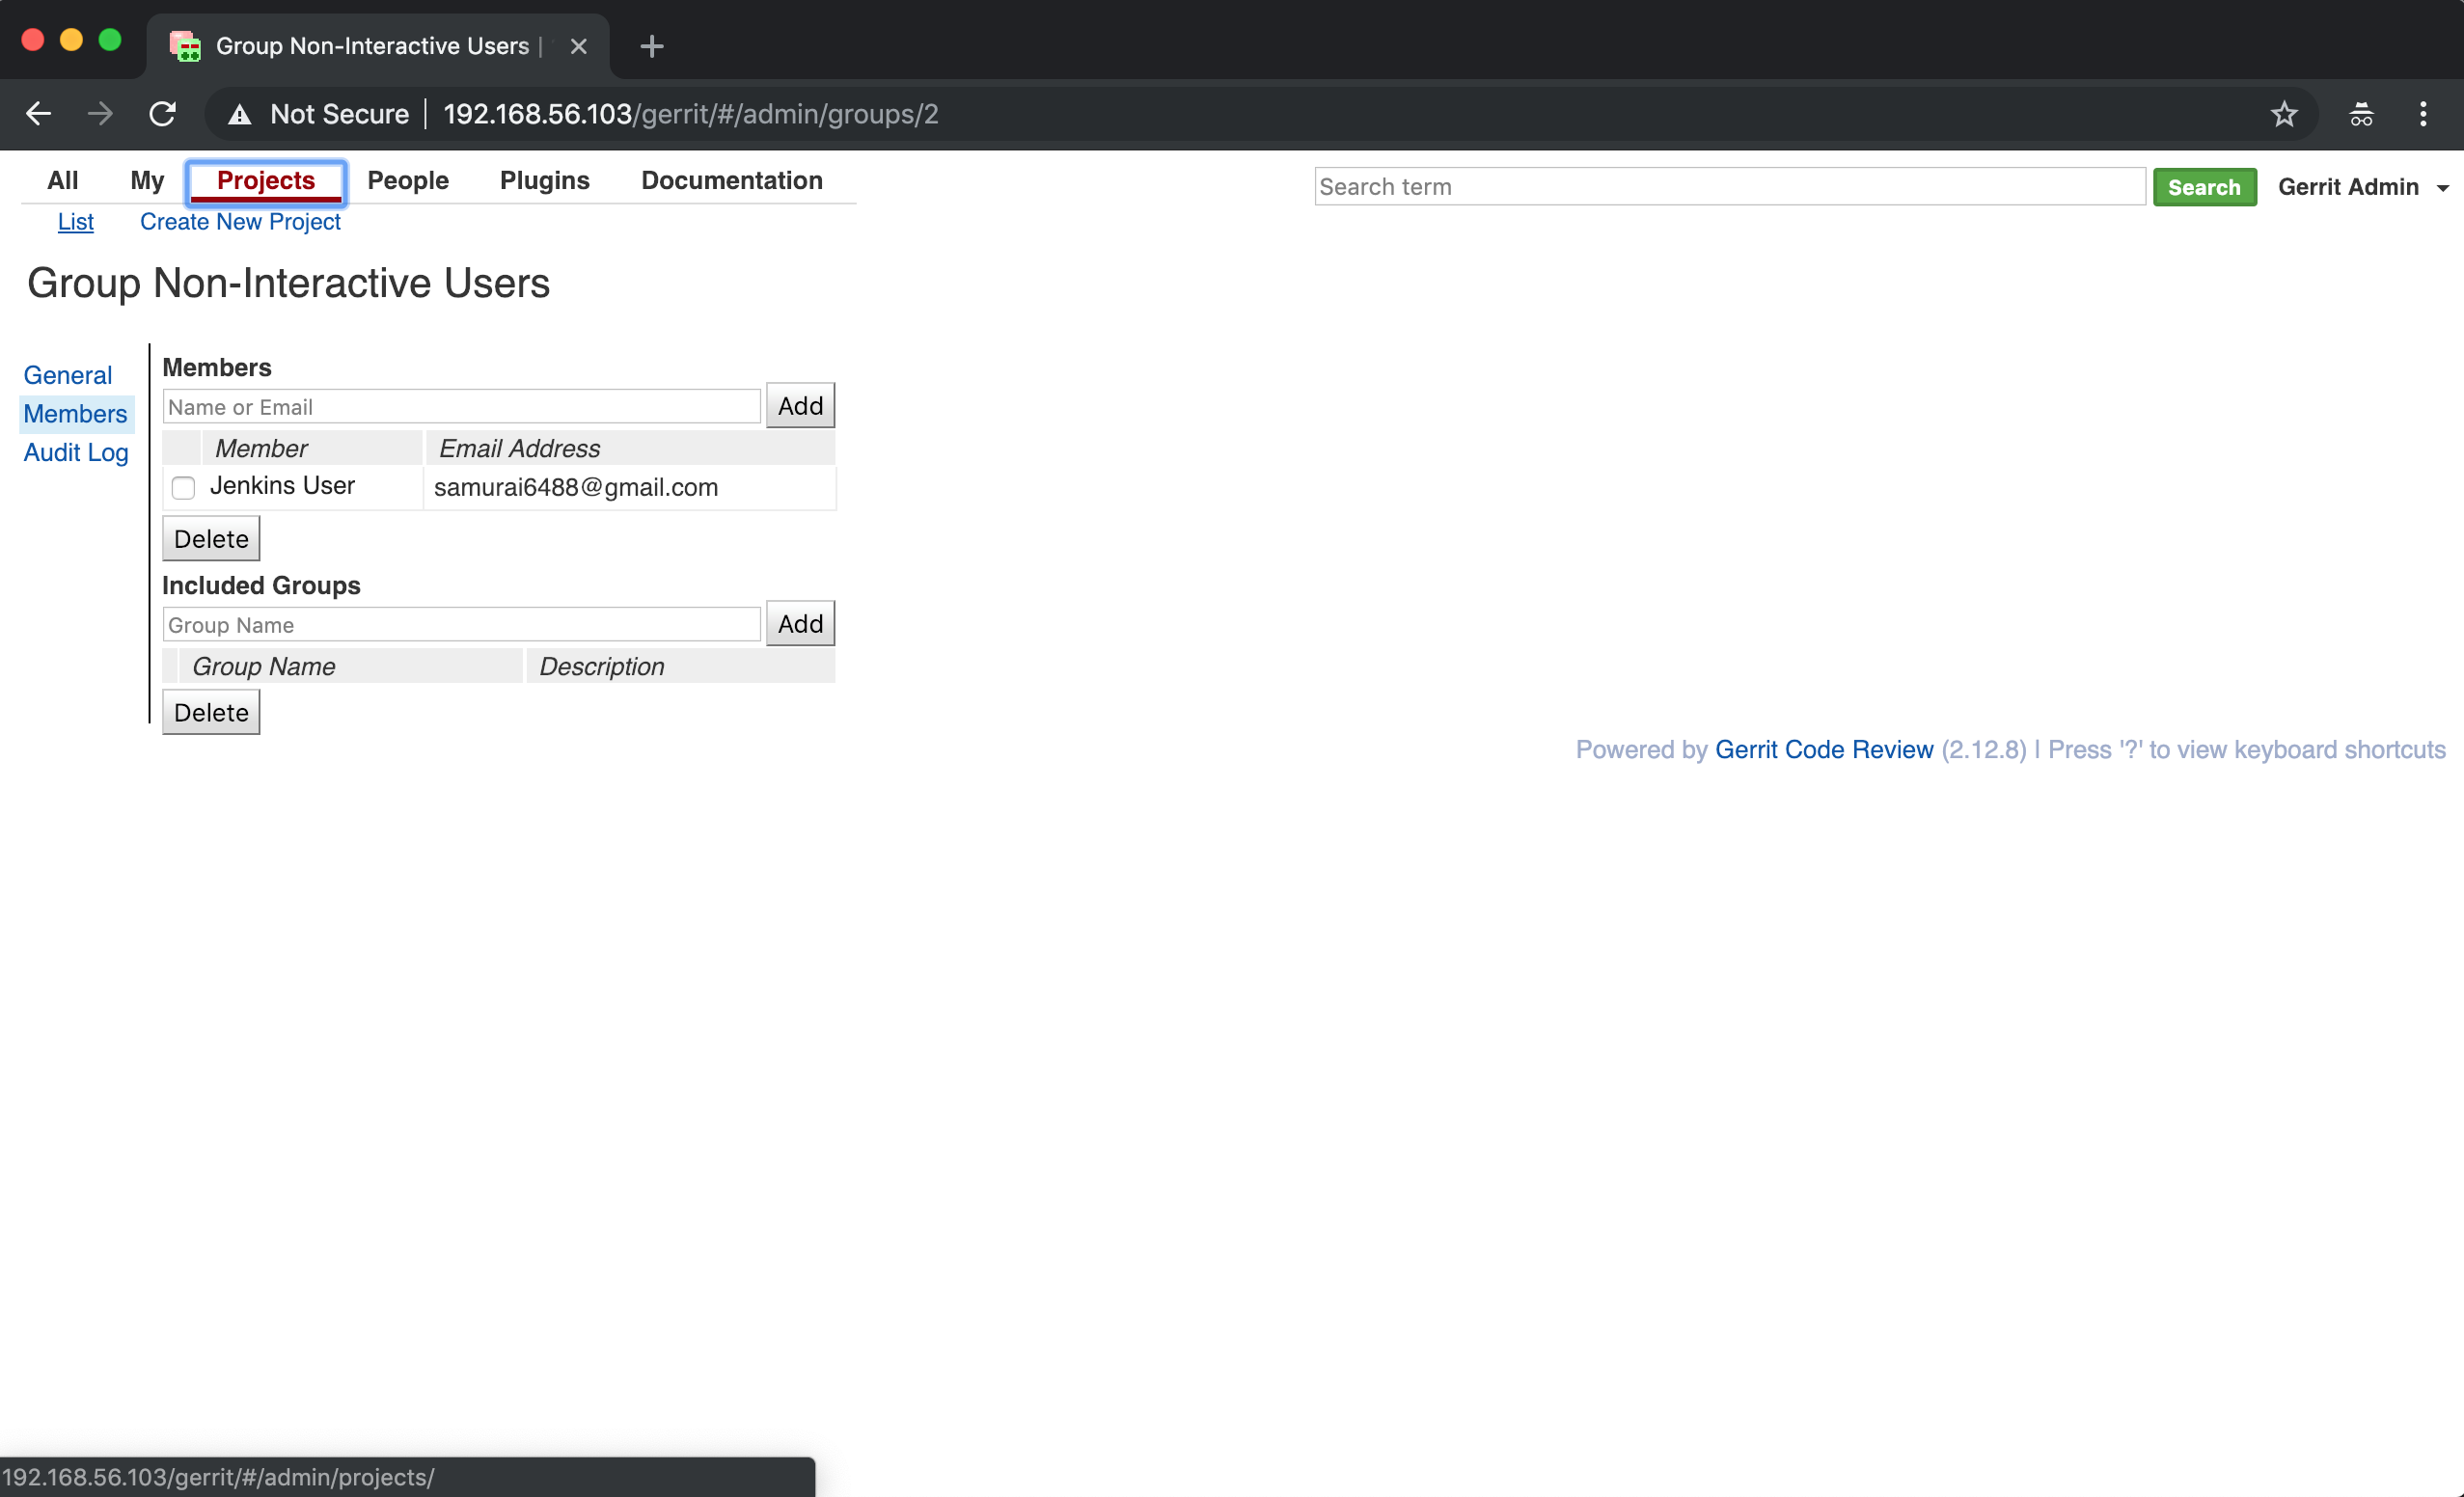 Group Non-Interactive Users |
Not Secure | 192.168.56.103/gerrit/#/admin/groups/2
All My Projects People Plugins Documentation
Search term Search Gerrit Admin
List Create New Project
Group Non-Interactive Users
General
Members
Audit Log
Members
Name or Email Add
Member Email Address
Jenkins User samurai6488@gmail.com
Delete
Included Groups
Group Name Add
Group Name Description
Delete
Powered by Gerrit Code Review (2.12.8) | Press '?' to view keyboard shortcuts
192.168.56.103/gerrit/#/admin/projects/